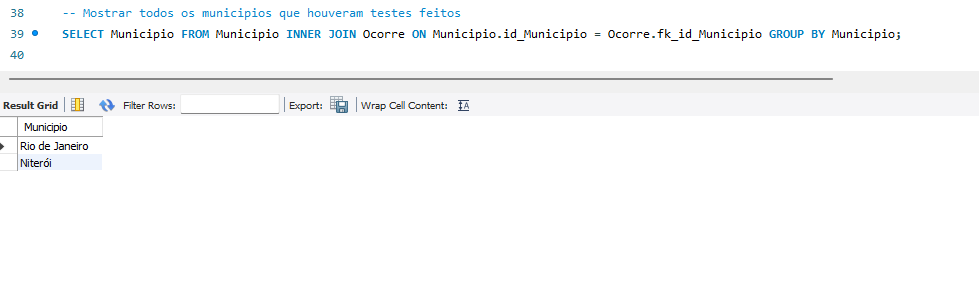 38 -- Mostrar todos os municipios que houveram testes feitos
39 SELECT Municipio FROM Municipio INNER JOIN Ocorre ON Municipio.id_Municipio = Ocorre.fk_id_Municipio GROUP BY Municipio;
40
Result Grid Filter Rows: Export: Wrap Cell Content:
Municipio
Rio de Janeiro
Niterói